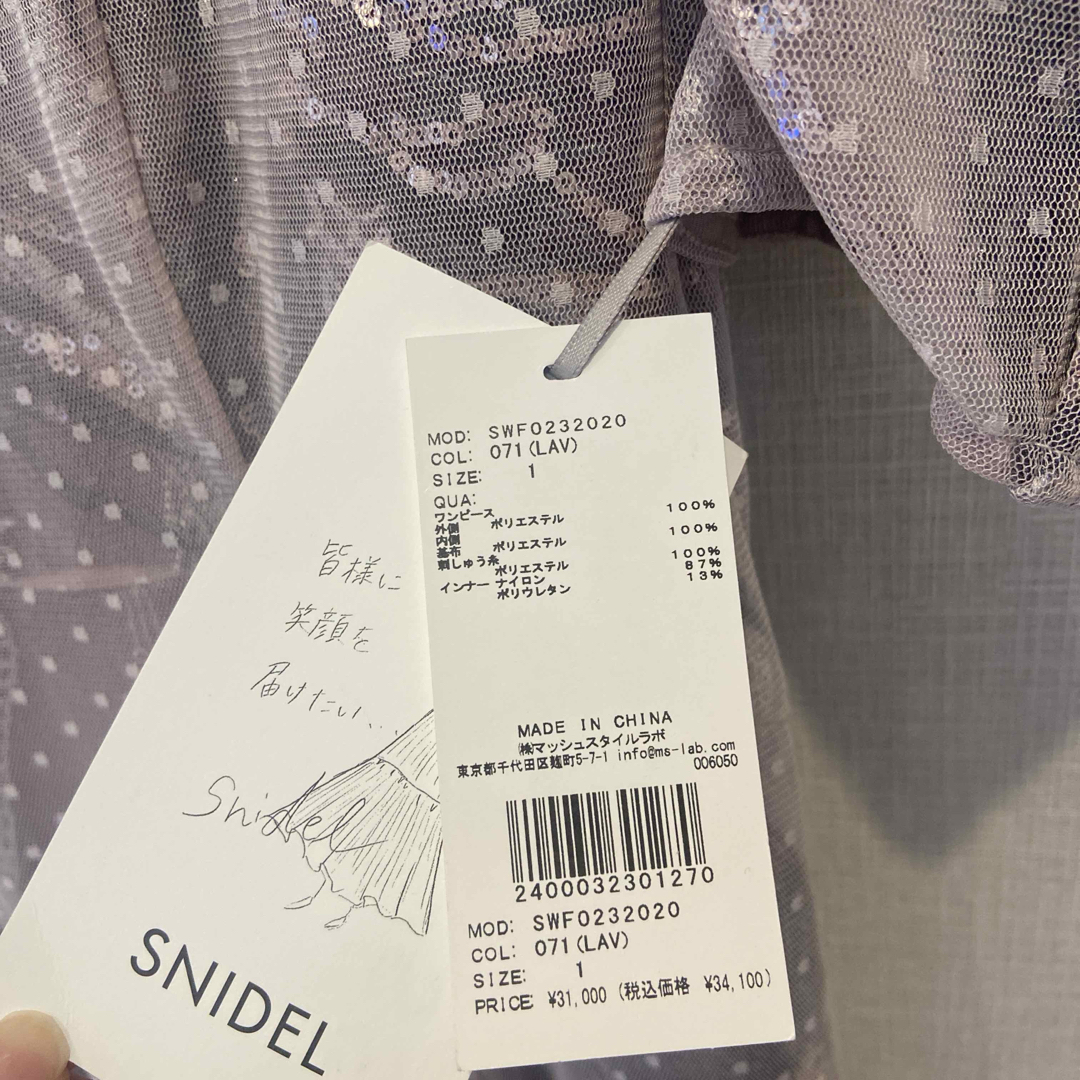 皆様に
笑顔を
届けたい...
Snidel
SNIDEL
MOD: SWF0232020
COL: 071(LAV)
SIZE: 1
QUA:
ワンピース
外側 ポリエステル 100%
内側
基布 ポリエステル 100%
刺しゅう糸
ポリエステル 100%
インナー ナイロン 87%
ポリウレタン 13%
MADE IN CHINA
㈱マッシュスタイルラボ
東京都千代田区麹町5-7-1 info@ms-lab.com
006050
2400032301270
MOD: SWF0232020
COL: 071(LAV)
SIZE: 1
PRICE: ¥31,000 (税込価格 ¥34,100)